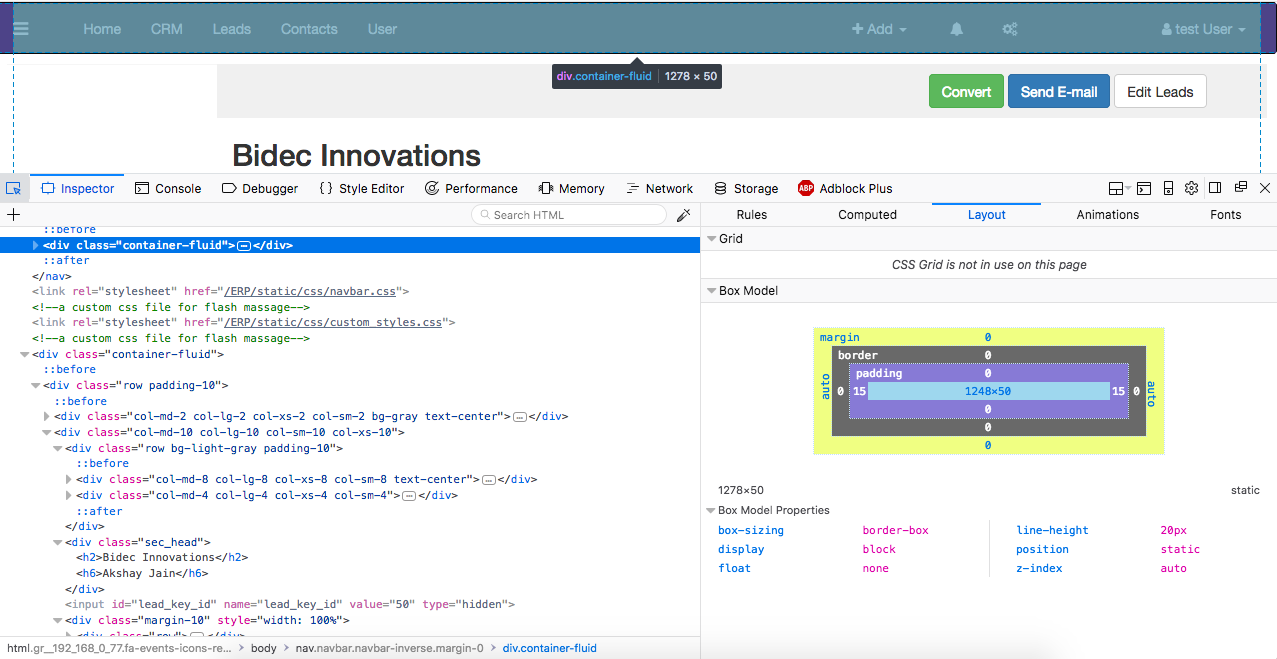 Home CRM Leads Contacts User Add test User
div.container-fluid 1278 × 50
Convert Send E-mail Edit Leads
Bidec Innovations
Inspector Console Debugger { } Style Editor Performance Memory Network Storage ABP Adblock Plus
+ Search HTML
Rules Computed Layout Animations Fonts
::before
<div class="container-fluid"></div>
::after
</nav>
<link rel="stylesheet" href="/ERP/static/css/navbar.css">
<!--a custom css file for flash massage-->
<link rel="stylesheet" href="/ERP/static/css/custom_styles.css">
<!--a custom css file for flash massage-->
<div class="container-fluid">
::before
<div class="row padding-10">
::before
<div class="col-md-2 col-lg-2 col-xs-2 col-sm-2 bg-gray text-center"></div>
<div class="col-md-10 col-lg-10 col-sm-10 col-xs-10">
<div class="row bg-light-gray padding-10">
::before
<div class="col-md-8 col-lg-8 col-xs-8 col-sm-8 text-center"></div>
<div class="col-md-4 col-lg-4 col-xs-4 col-sm-4"></div>
::after
</div>
<div class="sec_head">
<h2>Bidec Innovations</h2>
<h6>Akshay Jain</h6>
</div>
<input id="lead_key_id" name="lead_key_id" value="50" type="hidden">
<div class="margin-10" style="width: 100%">
<div class="row"></div>
html.gr__192_168_0_77.fa-events-icons-re... > body > nav.navbar.navbar-inverse.margin-0 > div.container-fluid
Grid
CSS Grid is not in use on this page
Box Model
margin 0
border 0
padding 0
auto 0 15 1248×50 15 0 auto
0
0
0
1278×50 static
Box Model Properties
box-sizing border-box line-height 20px
display block position static
float none z-index auto